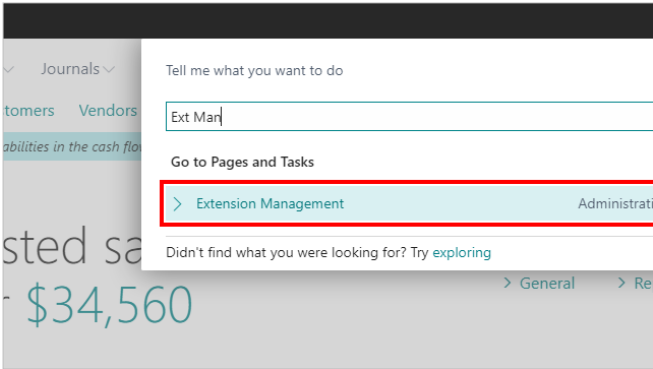 Journals
Tell me what you want to do
tomers Vendors
Ext Man
abilities in the cash flo
Go to Pages and Tasks
Extension Management Administrati
sted sa
Didn't find what you were looking for? Try exploring
r $34,560
General Re